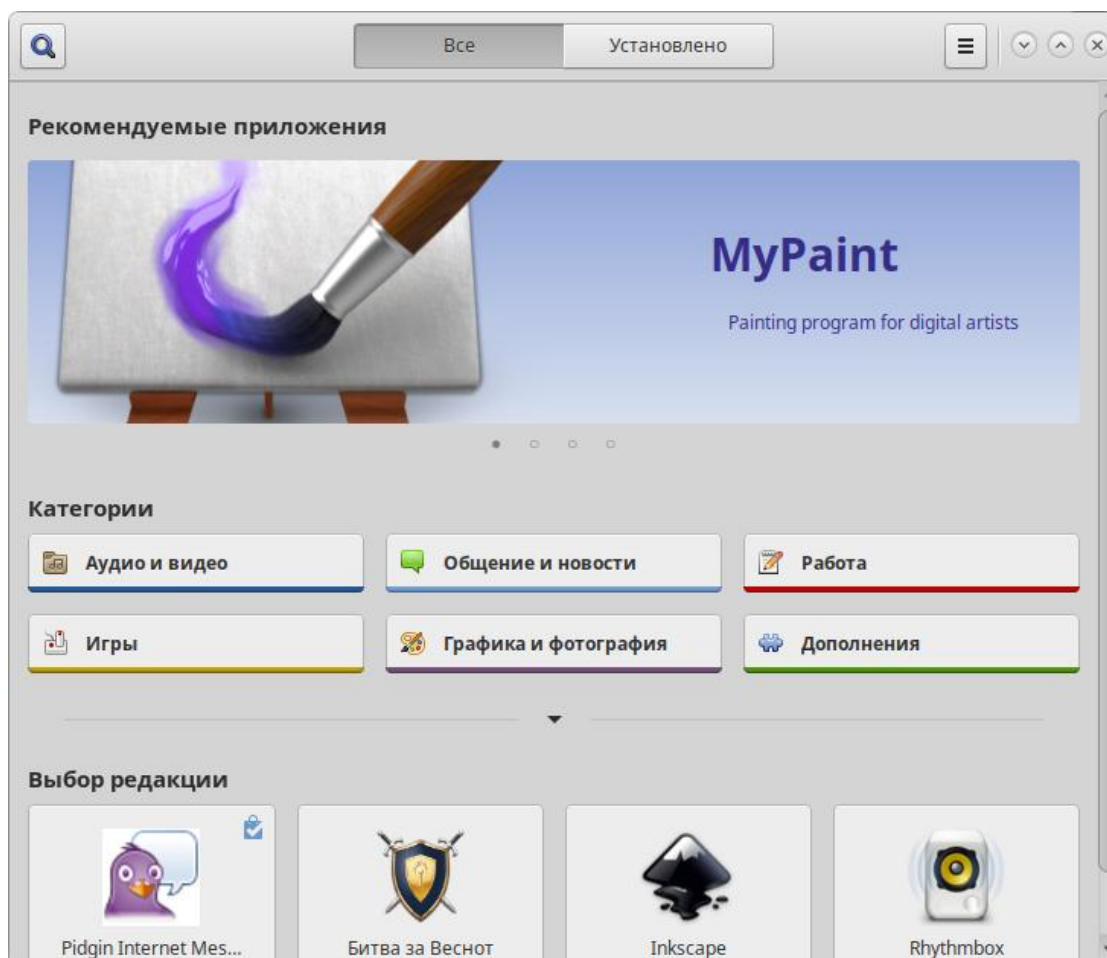 Все
Установлено
Рекомендуемые приложения
MyPaint
Painting program for digital artists
Категории
Аудио и видео
Общение и новости
Работа
Игры
Графика и фотография
Дополнения
Выбор редакции
Pidgin Internet Mes...
Битва за Веснот
Inkscape
Rhythmbox